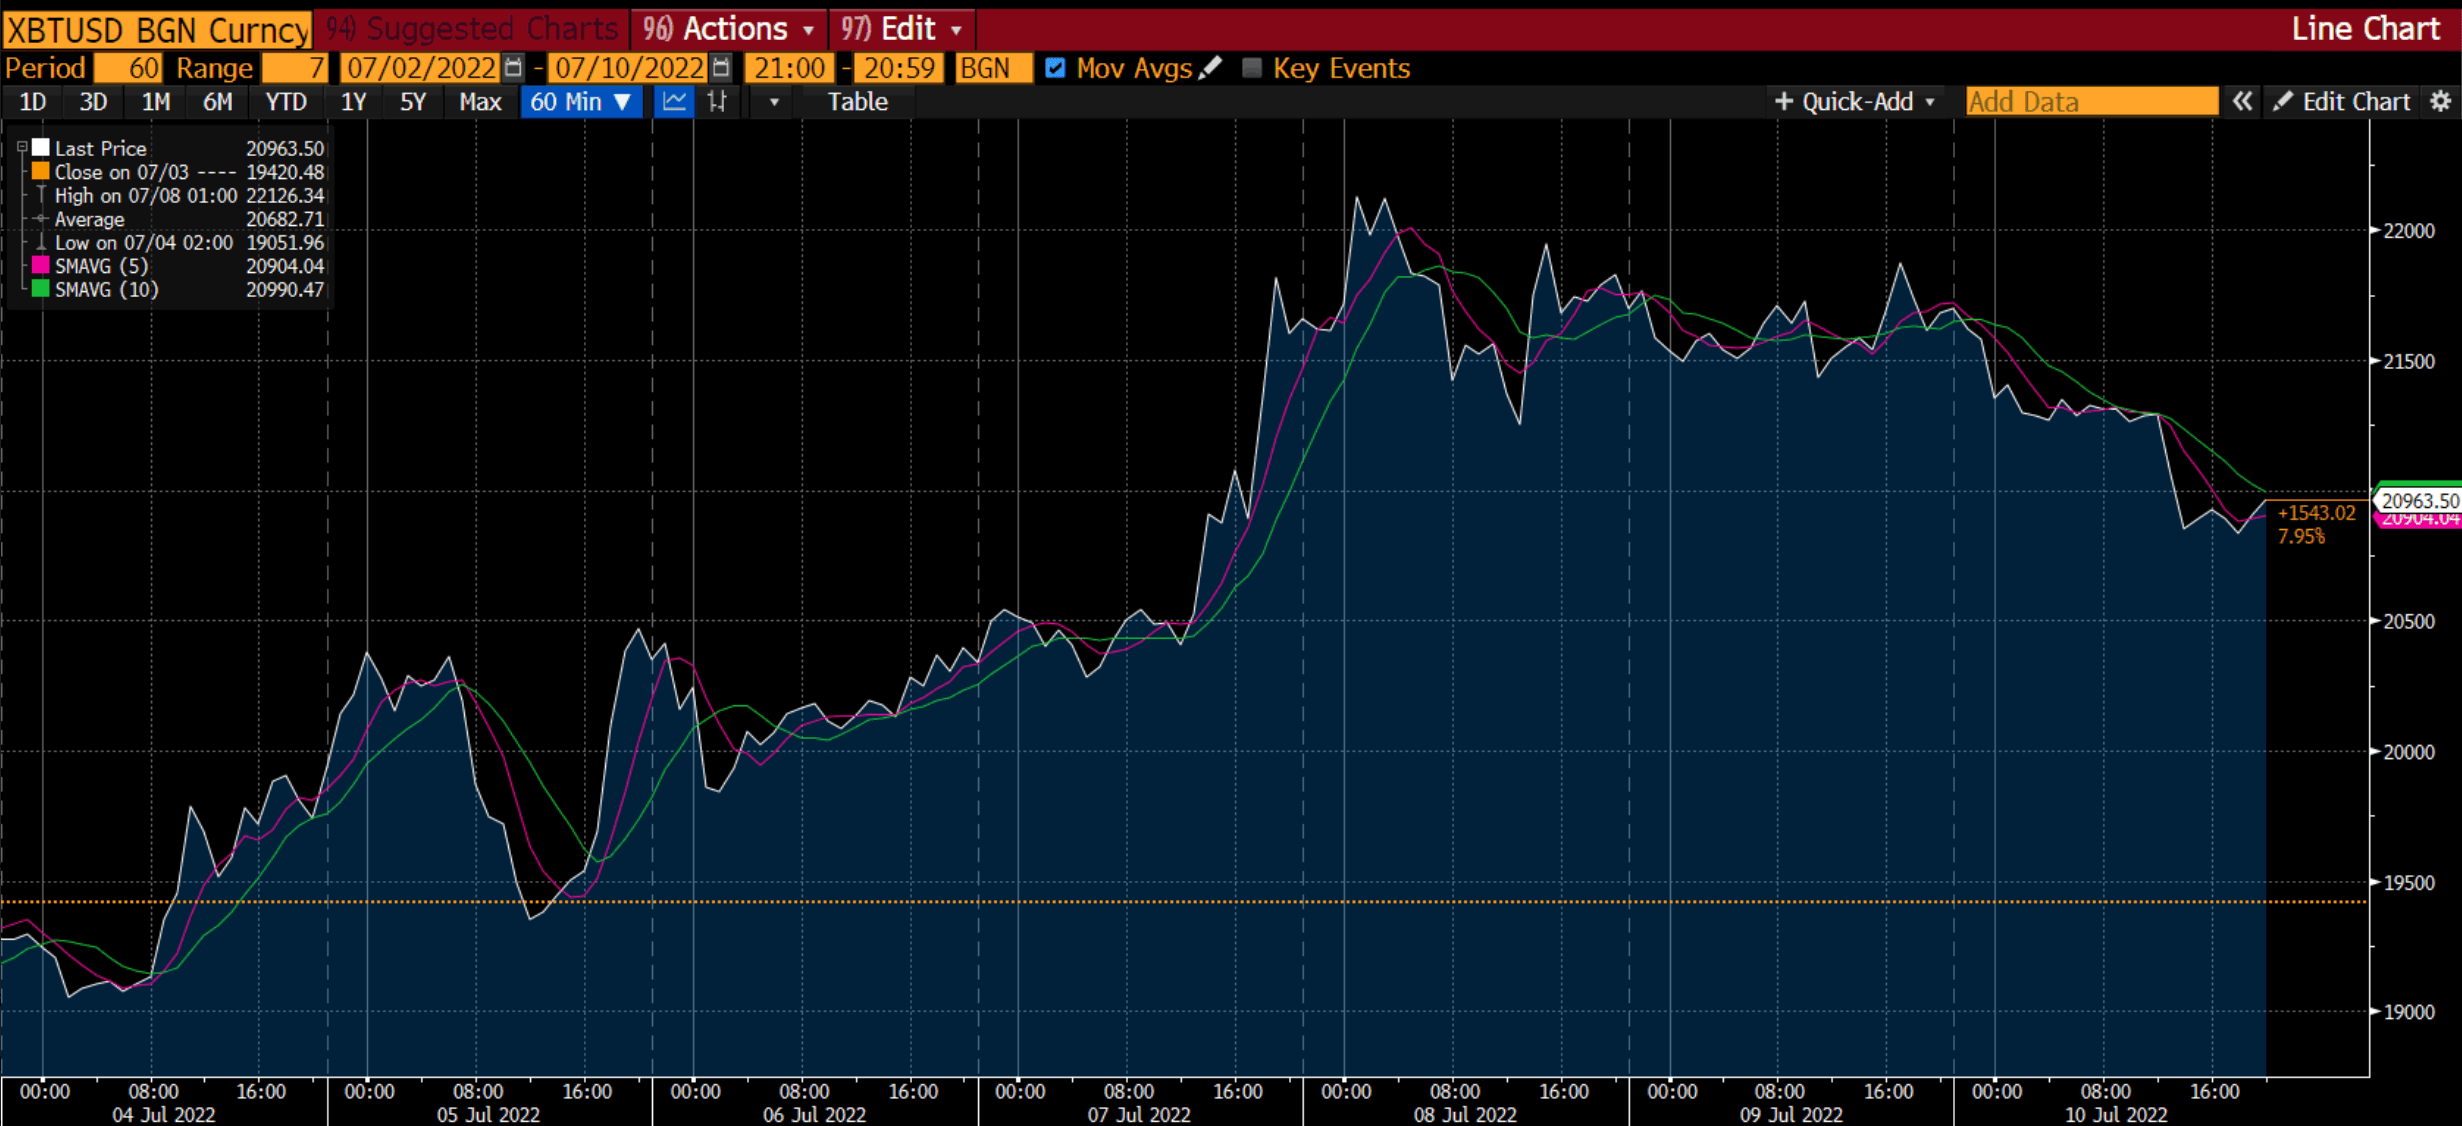 XBTUSD BGN Curncy 94) Suggested Charts 96) Actions 97) Edit Line Chart
Period 60 Range 7 07/02/2022 - 07/10/2022 21:00 - 20:59 BGN Mov Avgs Key Events
1D 3D 1M 6M YTD 1Y 5Y Max 60 Min ▼ Table + Quick-Add Add Data « Edit Chart
Last Price 20963.50
Close on 07/03 ---- 19420.48
High on 07/08 01:00 22126.34
Average 20682.71
Low on 07/04 02:00 19051.96
SMAVG (5) 20904.04
SMAVG (10) 20990.47
22000
21500
20963.50
20904.04
+1543.02
7.95%
20500
20000
19500
19000
00:00 08:00 16:00 00:00 08:00 16:00 00:00 08:00 16:00 00:00 08:00 16:00 00:00 08:00 16:00 00:00 08:00 16:00 00:00 08:00 16:00
04 Jul 2022 05 Jul 2022 06 Jul 2022 07 Jul 2022 08 Jul 2022 09 Jul 2022 10 Jul 2022